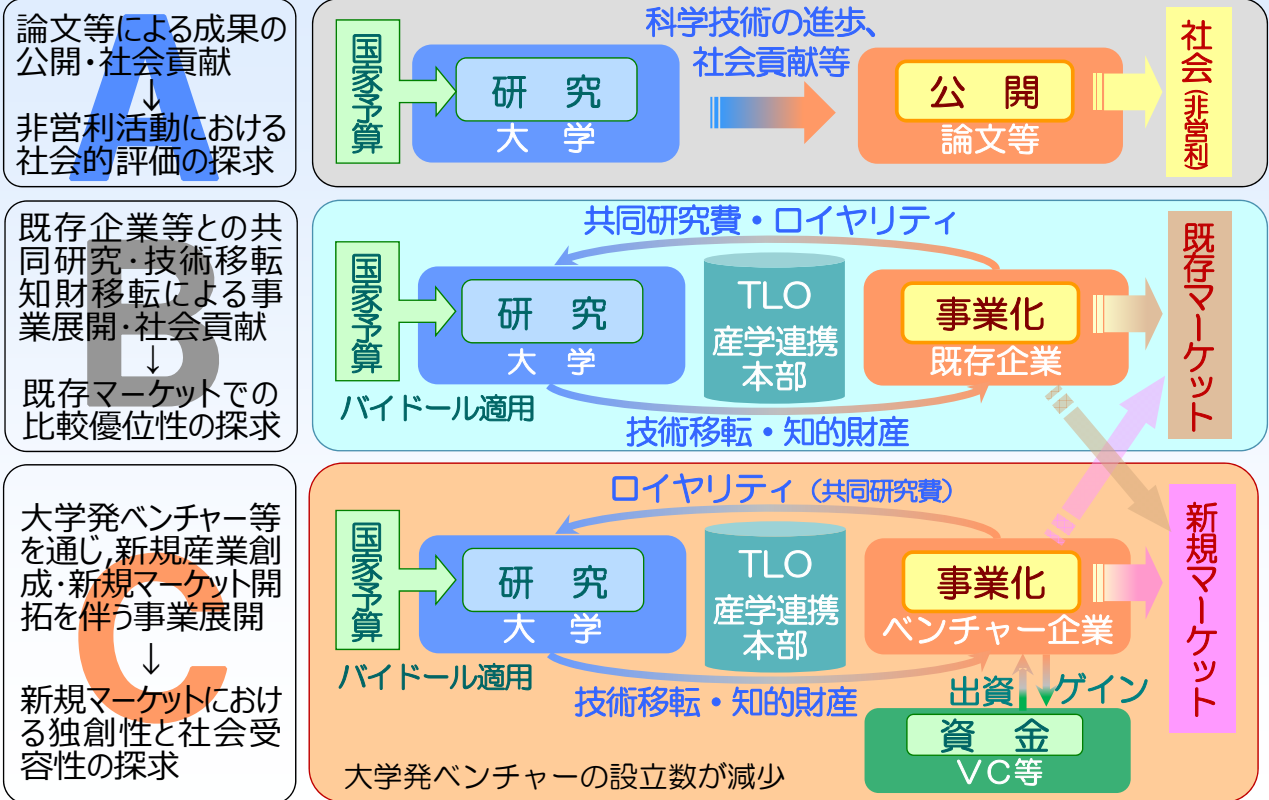 論文等による成果の
公開・社会貢献
↓
非営利活動における
社会的評価の探求
A
国家予算
研 究
大 学
科学技術の進歩、
社会貢献等
公 開
論文等
社会(非営利)
既存企業等との共
同研究・技術移転
知財移転による事
業展開・社会貢献
↓
既存マーケットでの
比較優位性の探求
B
共同研究費・ロイヤリティ
国家予算
研 究
大 学
バイドール適用
TLO
産学連携
本部
事業化
既存企業
技術移転・知的財産
既存マーケット
大学発ベンチャー等
を通じ,新規産業創
成・新規マーケット開
拓を伴う事業展開
↓
新規マーケットにおけ
る独創性と社会受
容性の探求
C
ロイヤリティ（共同研究費）
国家予算
研 究
大 学
バイドール適用
TLO
産学連携
本部
事業化
ベンチャー企業
技術移転・知的財産
出資
ゲイン
資 金
VC等
新規マーケット
大学発ベンチャーの設立数が減少